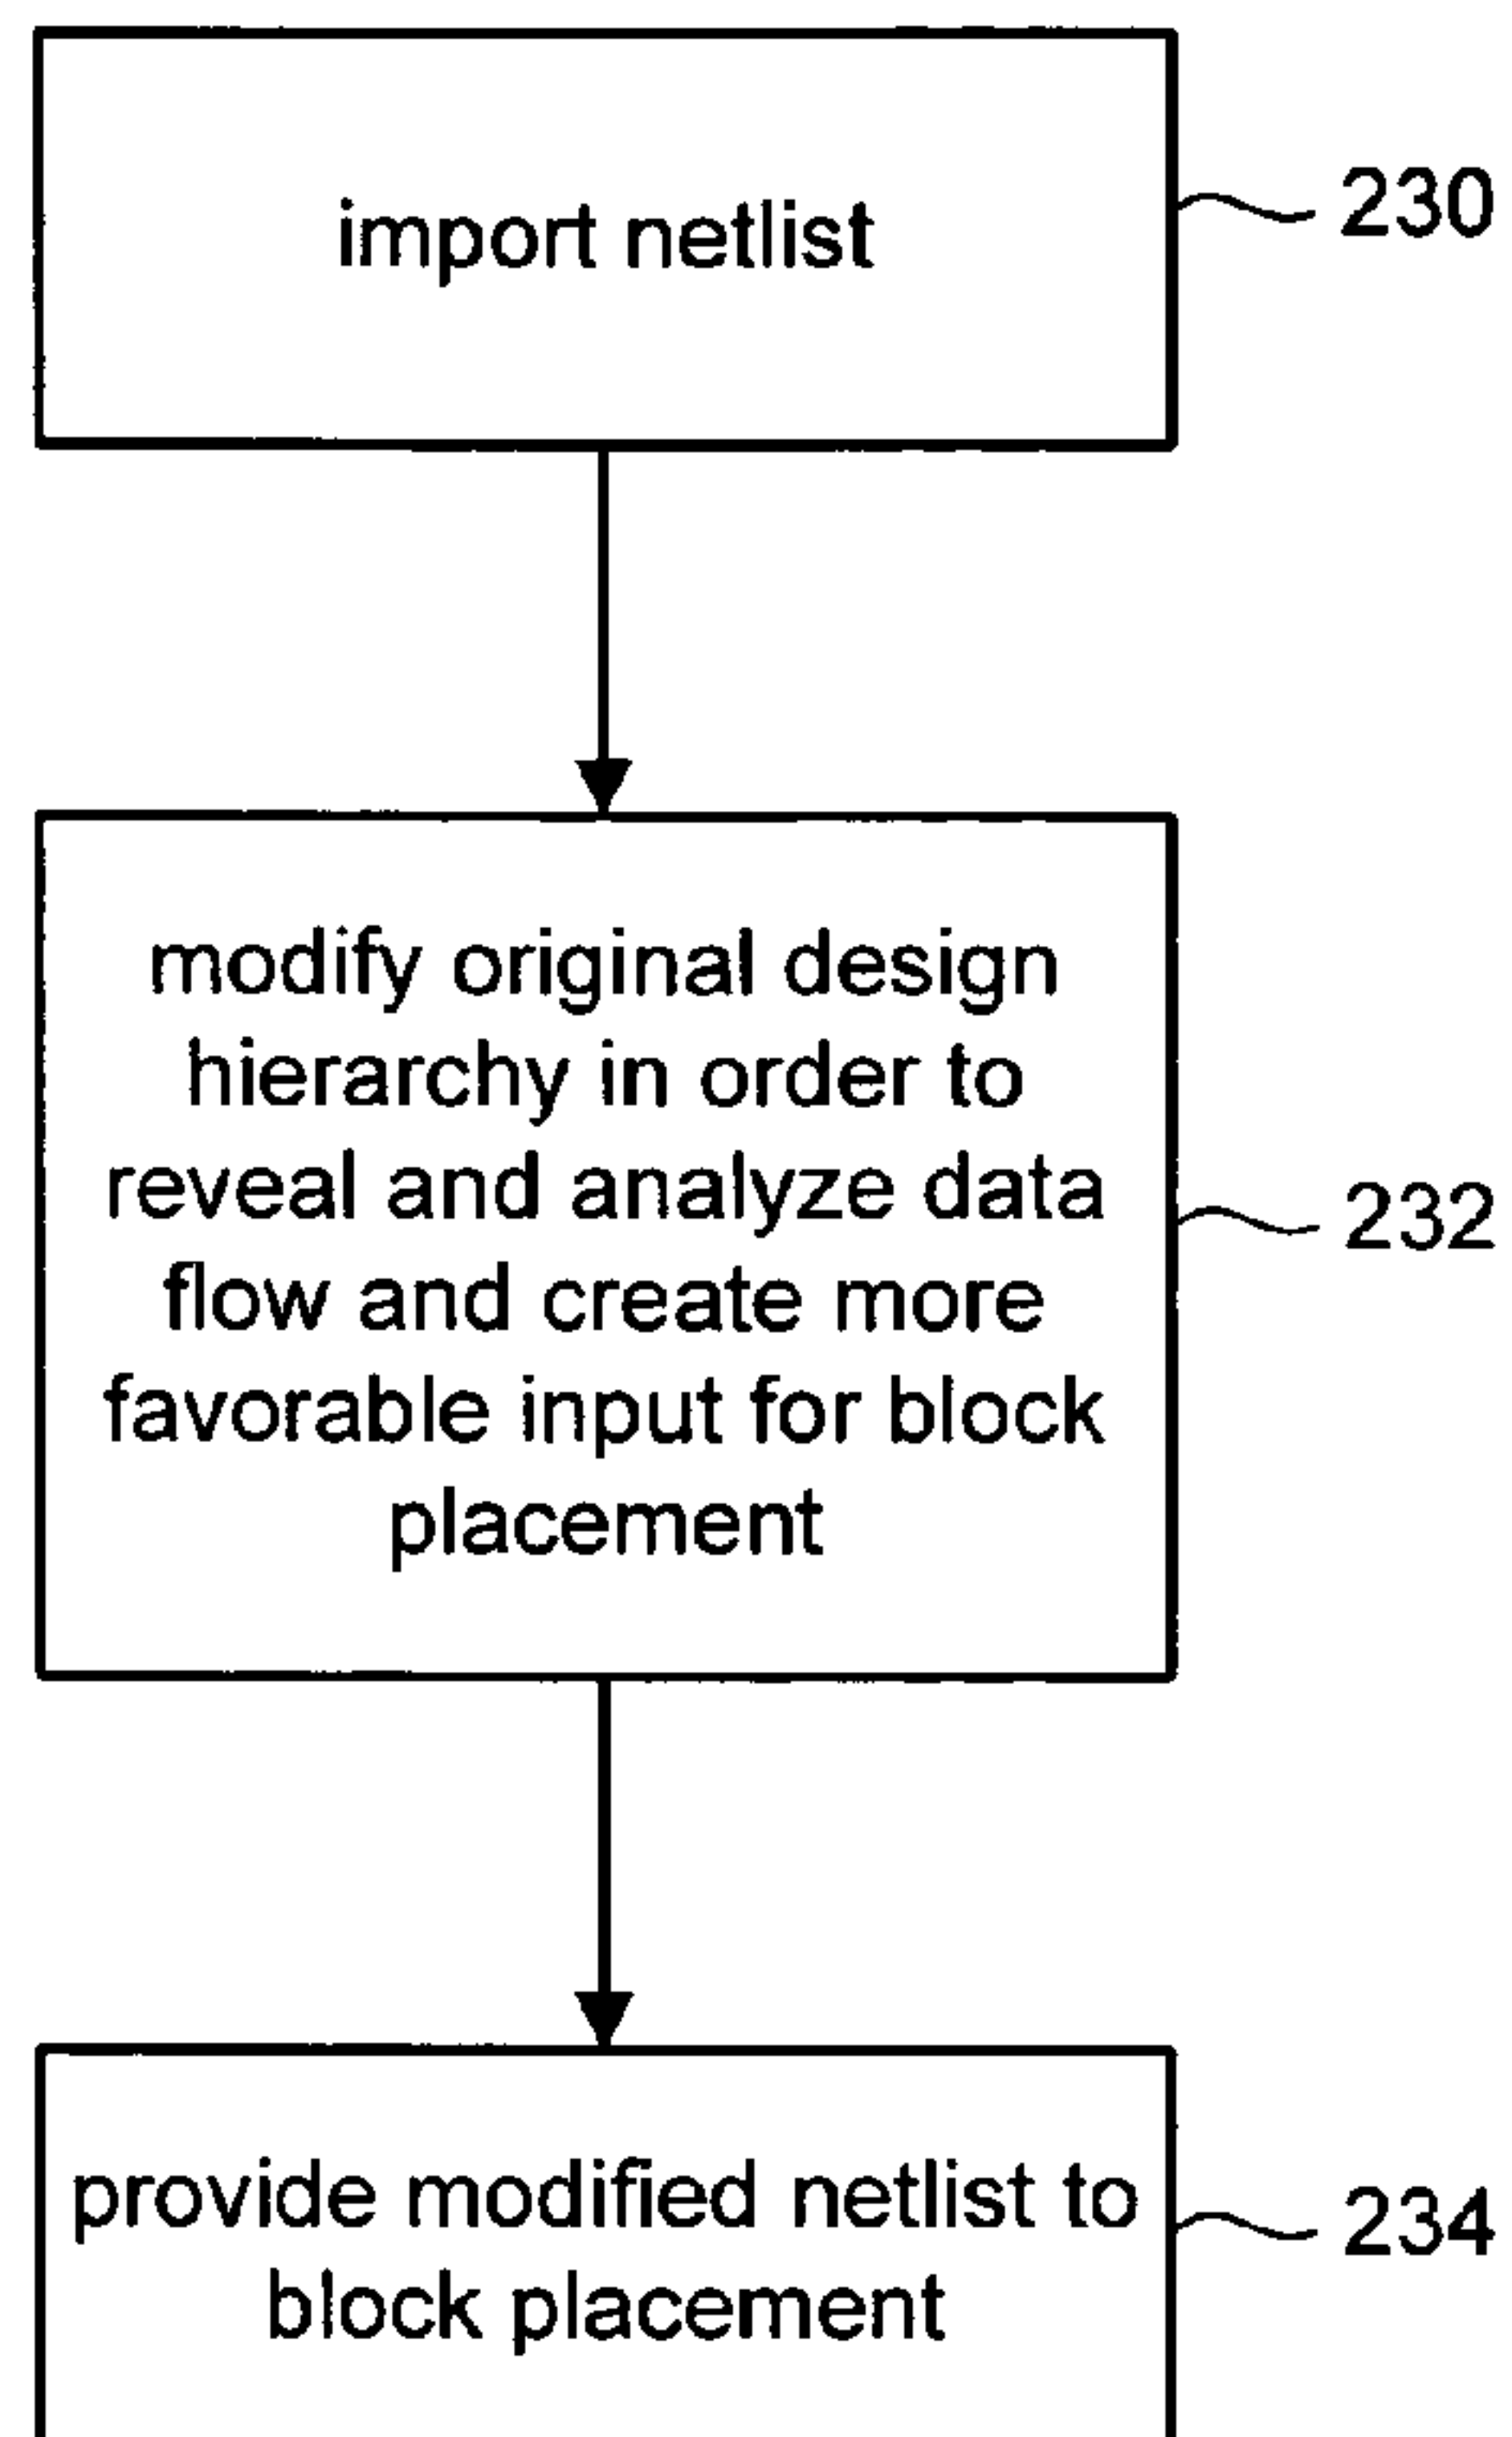 import netlist
230
modify original design
hierarchy in order to
reveal and analyze data
flow and create more
favorable input for block
placement
232
provide modified netlist to
block placement
234